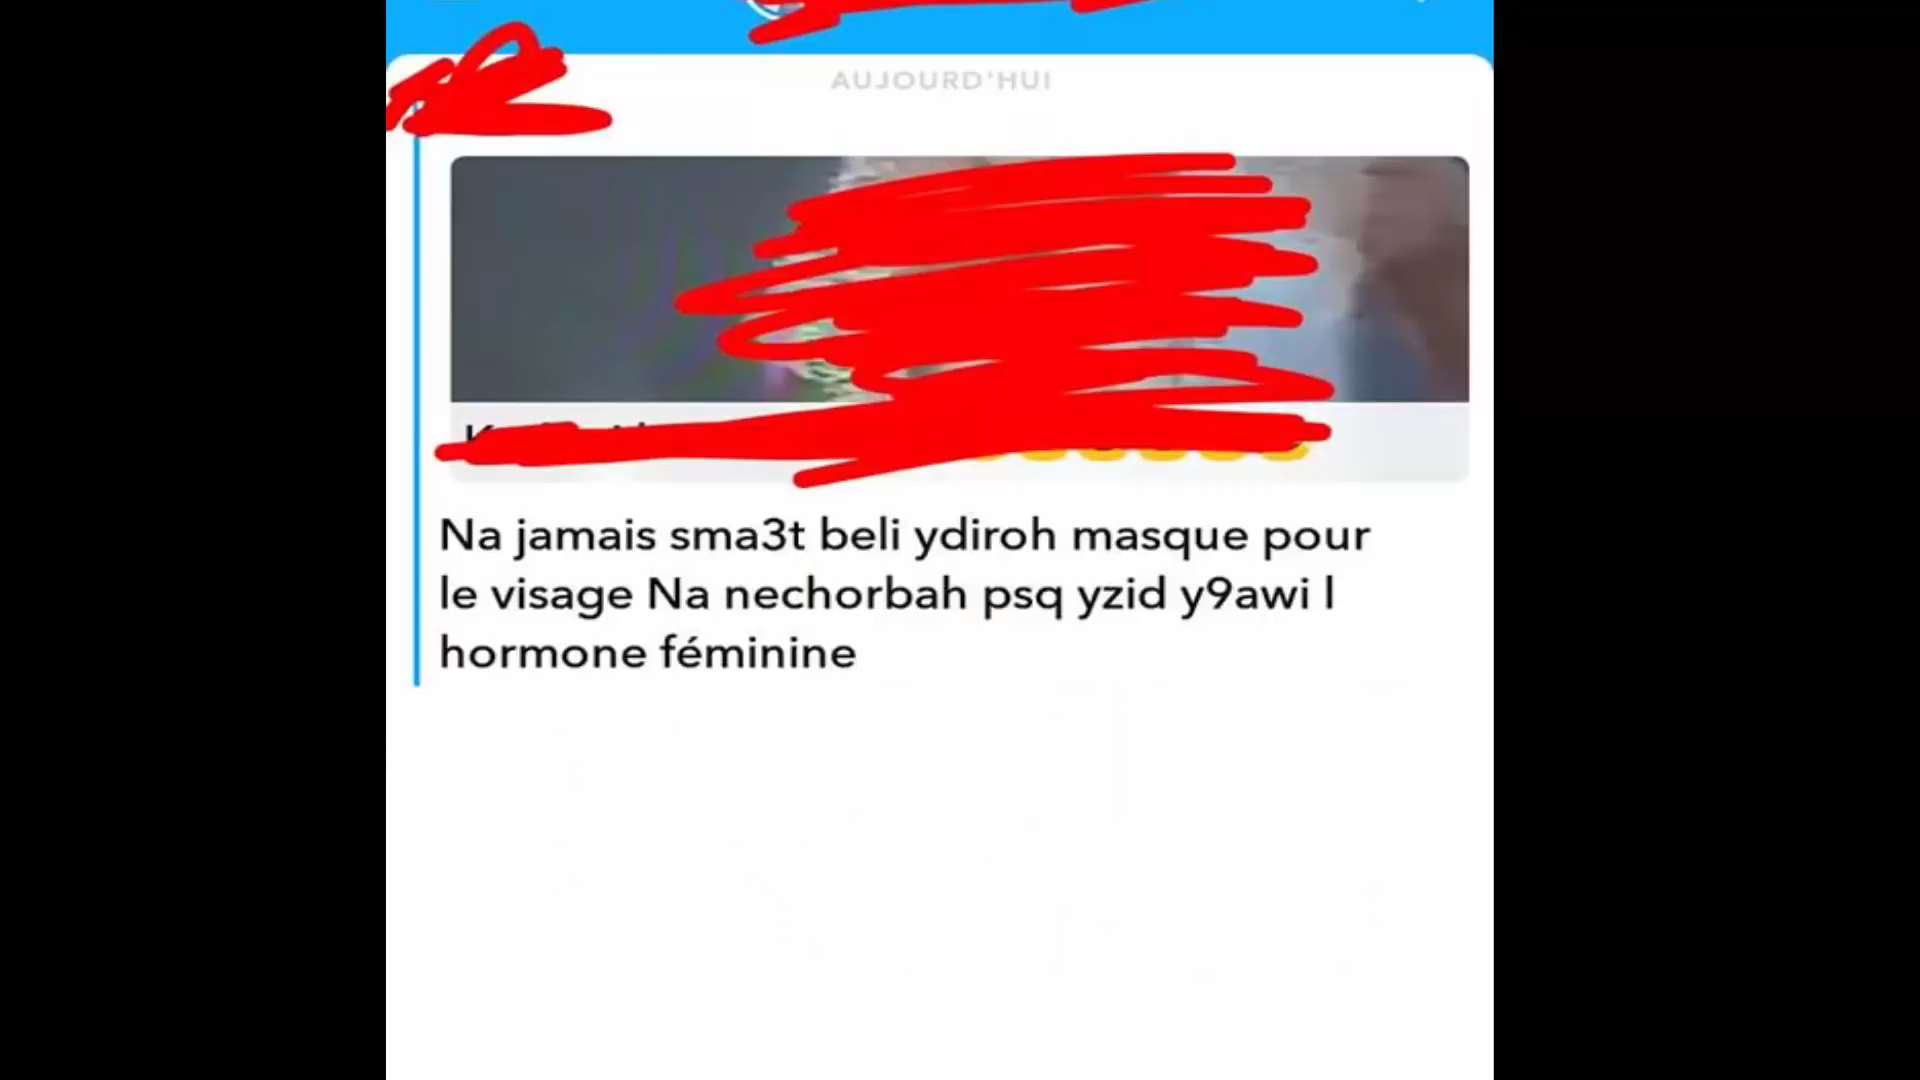 AUJOURD'HUI
Na jamais sma3t beli ydiroh masque pour
le visage Na nechorbah psq yzid y9awi l
hormone féminine